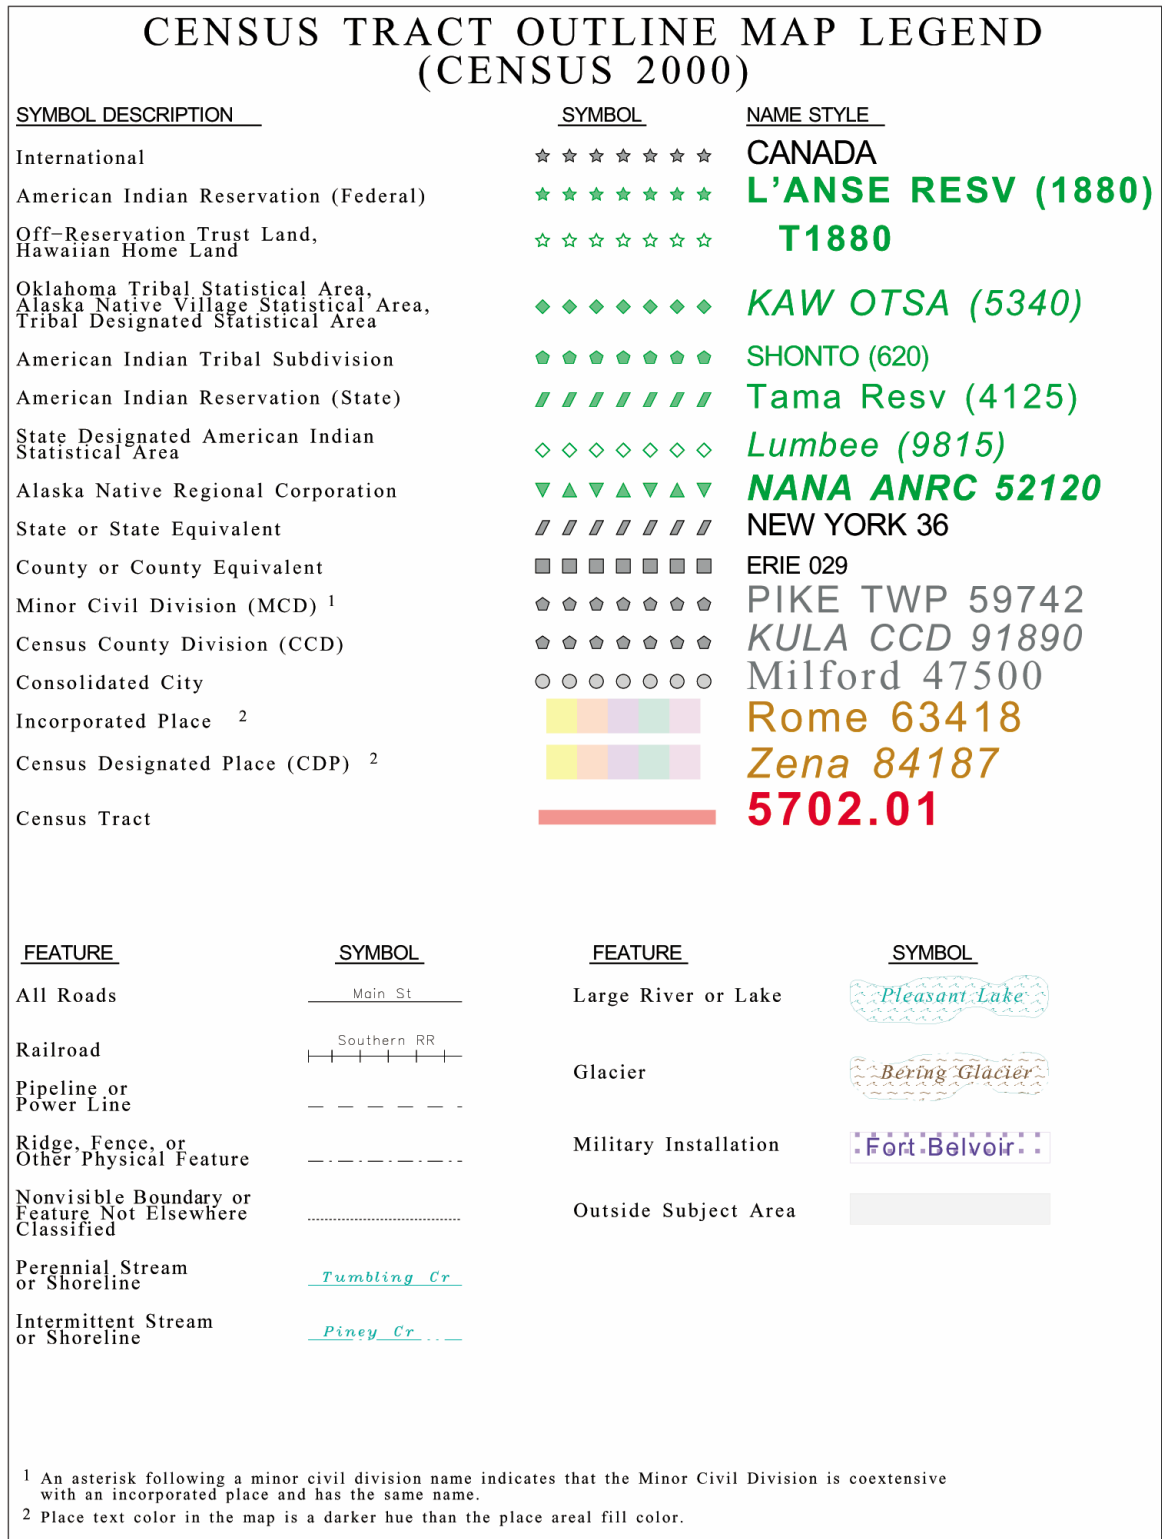 CENSUS TRACT OUTLINE MAP LEGEND
(CENSUS 2000)
SYMBOL DESCRIPTION SYMBOL NAME STYLE
International CANADA
American Indian Reservation (Federal) L'ANSE RESV (1880)
Off-Reservation Trust Land,
Hawaiian Home Land T1880
Oklahoma Tribal Statistical Area,
Alaska Native Village Statistical Area,
Tribal Designated Statistical Area KAW OTSA (5340)
American Indian Tribal Subdivision SHONTO (620)
American Indian Reservation (State) Tama Resv (4125)
State Designated American Indian
Statistical Area Lumbee (9815)
Alaska Native Regional Corporation NANA ANRC 52120
State or State Equivalent NEW YORK 36
County or County Equivalent ERIE 029
Minor Civil Division (MCD) 1 PIKE TWP 59742
Census County Division (CCD) KULA CCD 91890
Consolidated City Milford 47500
Incorporated Place 2 Rome 63418
Census Designated Place (CDP) 2 Zena 84187
Census Tract 5702.01
FEATURE SYMBOL
All Roads Main St
Railroad Southern RR
Pipeline or
Power Line
Ridge, Fence, or
Other Physical Feature
Nonvisible Boundary or
Feature Not Elsewhere
Classified
Perennial Stream
or Shoreline Tumbling Cr
Intermittent Stream
or Shoreline Piney Cr
FEATURE SYMBOL
Large River or Lake Pleasant Lake
Glacier Bering Glacier
Military Installation Fort Belvoir
Outside Subject Area
1 An asterisk following a minor civil division name indicates that the Minor Civil Division is coextensive
with an incorporated place and has the same name.
2 Place text color in the map is a darker hue than the place areal fill color.